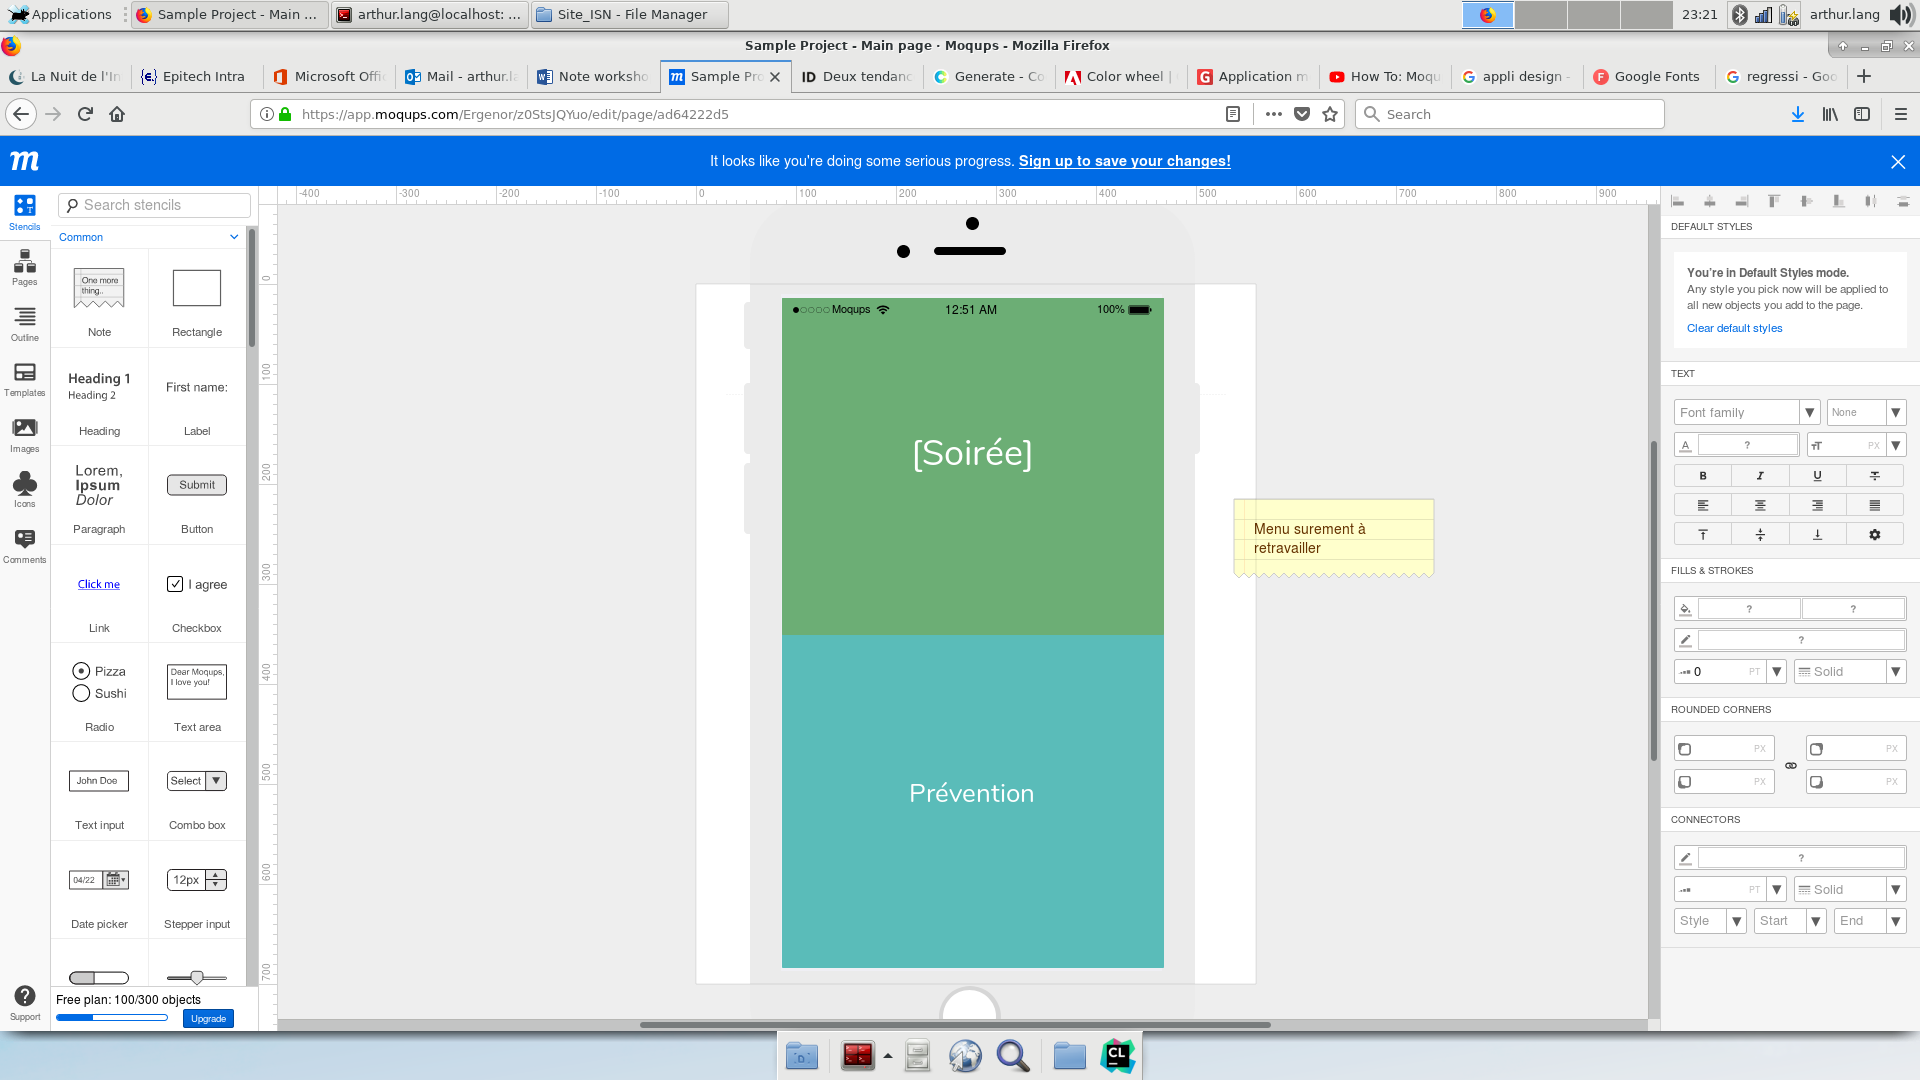 Applications
Sample Project - Main ...
arthur.lang@localhost: ...
Site_ISN - File Manager
23:21
arthur.lang
Sample Project - Main page · Moqups - Mozilla Firefox
La Nuit de l'In
Epitech Intra
Microsoft Offi
Mail - arthur.la
Note worksho
Sample Pro
Deux tendanc
Generate - Co
Color wheel |
Application m
How To: Moqu
appli design -
Google Fonts
regressi - Goo
https://app.moqups.com/Ergenor/z0StsJQYuo/edit/page/ad64222d5
Search
It looks like you're doing some serious progress. Sign up to save your changes!
Stencils
Pages
Outline
Templates
Images
Icons
Comments
Support
Search stencils
Common
One more
thing..
Note
Rectangle
Heading 1
Heading 2
Heading
First name:
Label
Lorem,
Ipsum
Dolor
Paragraph
Submit
Button
Click me
Link
I agree
Checkbox
Pizza
Sushi
Radio
Dear Moqups,
I love you!
Text area
John Doe
Text input
Select
Combo box
04/22
Date picker
12px
Stepper input
Free plan: 100/300 objects
Upgrade
-400 -300 -200 -100 0 100 200 300 400 500 600 700 800 900
0
100
200
300
400
500
600
700
Moqups
12:51 AM
100%
[Soirée]
Prévention
Menu surement à
retravailler
DEFAULT STYLES
You're in Default Styles mode.
Any style you pick now will be applied to
all new objects you add to the page.
Clear default styles
TEXT
Font family
None
A
?
PX
B I U
FILLS & STROKES
? ?
?
0 PT
Solid
ROUNDED CORNERS
PX PX
PX PX
CONNECTORS
?
PT
Solid
Style
Start
End
CL